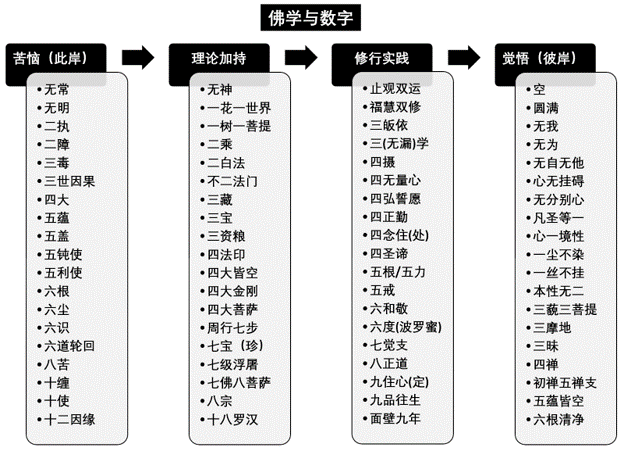 佛学与数字
苦恼（此岸）
•无常
•无明
•二执
•二障
•三毒
•三世因果
•四大
•五蕴
•五盖
•五钝使
•五利使
•六根
•六尘
•六识
•六道轮回
•八苦
•十缠
•十使
•十二因缘
理论加持
•无神
•一花一世界
•一树一菩提
•二乘
•二白法
•不二法门
•三藏
•三宝
•三资粮
•四法印
•四大皆空
•四大金刚
•四大菩萨
•周行七步
•七宝（珍）
•七级浮屠
•七佛八菩萨
•八宗
•十八罗汉
修行实践
•止观双运
•福慧双修
•三皈依
•三(无漏)学
•四摄
•四无量心
•四弘誓愿
•四正勤
•四念住(处)
•四圣谛
•五根/五力
•五戒
•六和敬
•六度(波罗蜜)
•七觉支
•八正道
•九住心(定)
•九品往生
•面壁九年
觉悟（彼岸）
•空
•圆满
•无我
•无为
•无自无他
•心无挂碍
•无分别心
•凡圣等一
•心一境性
•一尘不染
•一丝不挂
•本性无二
•三藐三菩提
•三摩地
•三昧
•四禅
•初禅五禅支
•五蕴皆空
•六根清净